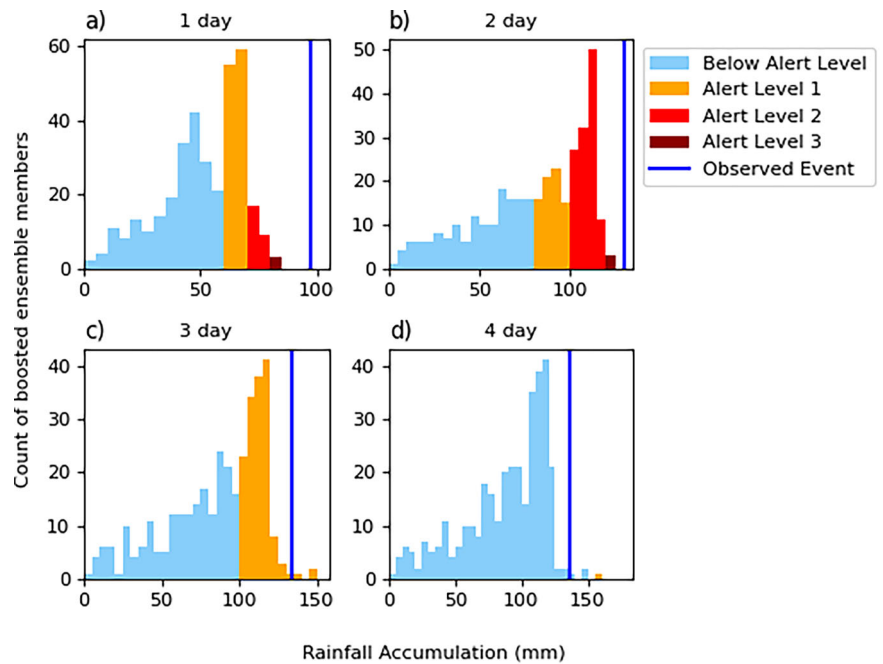 a) 1 day
b) 2 day
60
40
20
0
0 50 100
50
40
30
20
10
0
0 100
Below Alert Level
Alert Level 1
Alert Level 2
Alert Level 3
Observed Event
Count of boosted ensemble members
c) 3 day
d) 4 day
40
30
20
10
0
0 50 100 150
40
30
20
10
0
0 50 100 150
Rainfall Accumulation (mm)